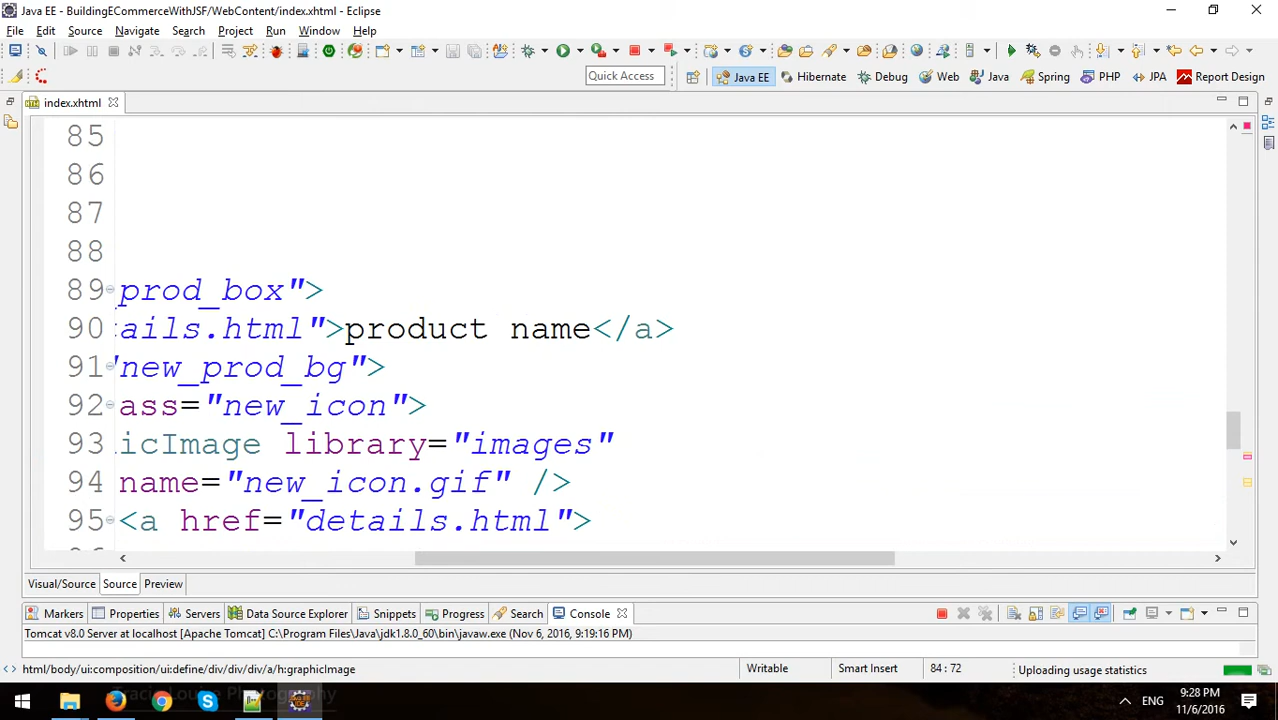 Java EE - BuildingECommerceWithJSF/WebContent/index.xhtml - Eclipse
File Edit Source Navigate Search Project Run Window Help
Quick Access Java EE Hibernate Debug Web Java Spring PHP JPA Report Design
index.xhtml
85
86
87
88
89 prod_box">
90 tails.html">product name</a>
91 "new_prod_bg">
92 ass="new_icon">
93 icImage library="images"
94 name="new_icon.gif" />
95 <a href="details.html">
Visual/Source Source Preview
Markers Properties Servers Data Source Explorer Snippets Progress Search Console
Tomcat v8.0 Server at localhost [Apache Tomcat] C:\Program Files\Java\jdk1.8.0_60\bin\javaw.exe (Nov 6, 2016, 9:19:16 PM)
html/body/ui:composition/ui:define/div/div/div/a/h:graphicImage Writable Smart Insert 84 : 72 Uploading usage statistics
Tracie Louise Photography
ENG
9:28 PM
11/6/2016